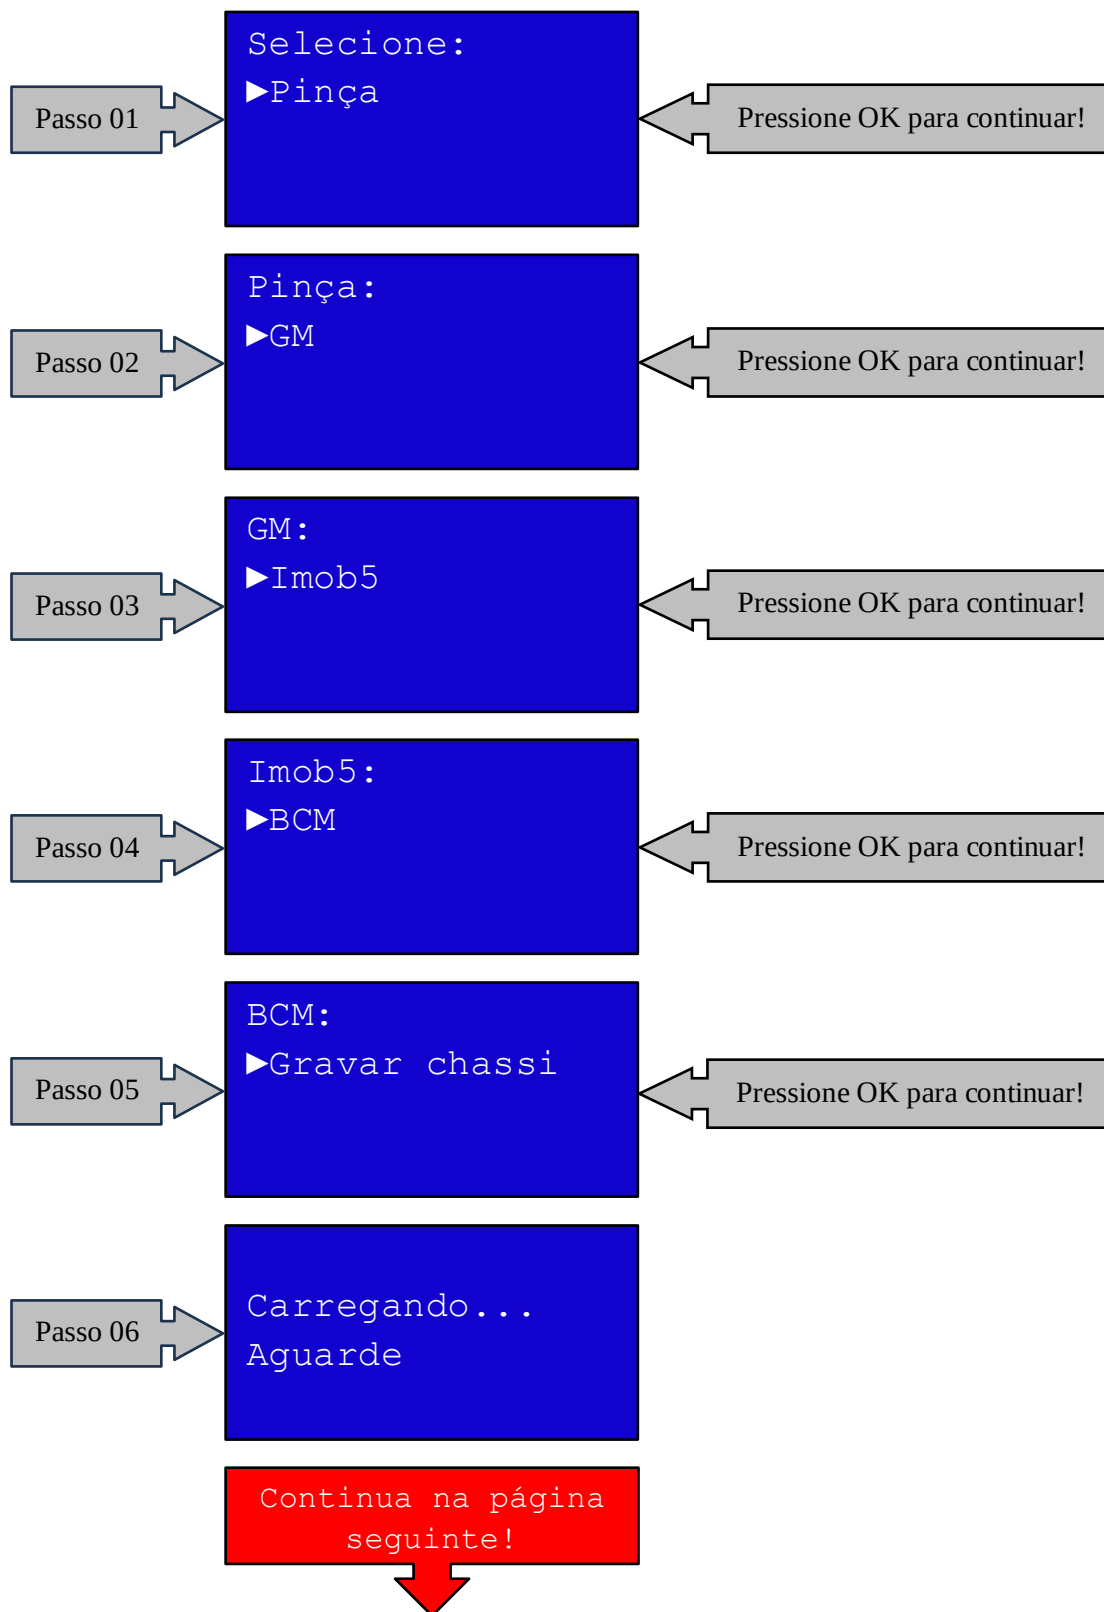 Selecione:
►Pinça
Passo 01
Pressione OK para continuar!
Pinça:
►GM
Passo 02
Pressione OK para continuar!
GM:
►Imob5
Passo 03
Pressione OK para continuar!
Imob5:
►BCM
Passo 04
Pressione OK para continuar!
BCM:
►Gravar chassi
Passo 05
Pressione OK para continuar!
Passo 06
Carregando...
Aguarde
Continua na página
seguinte!